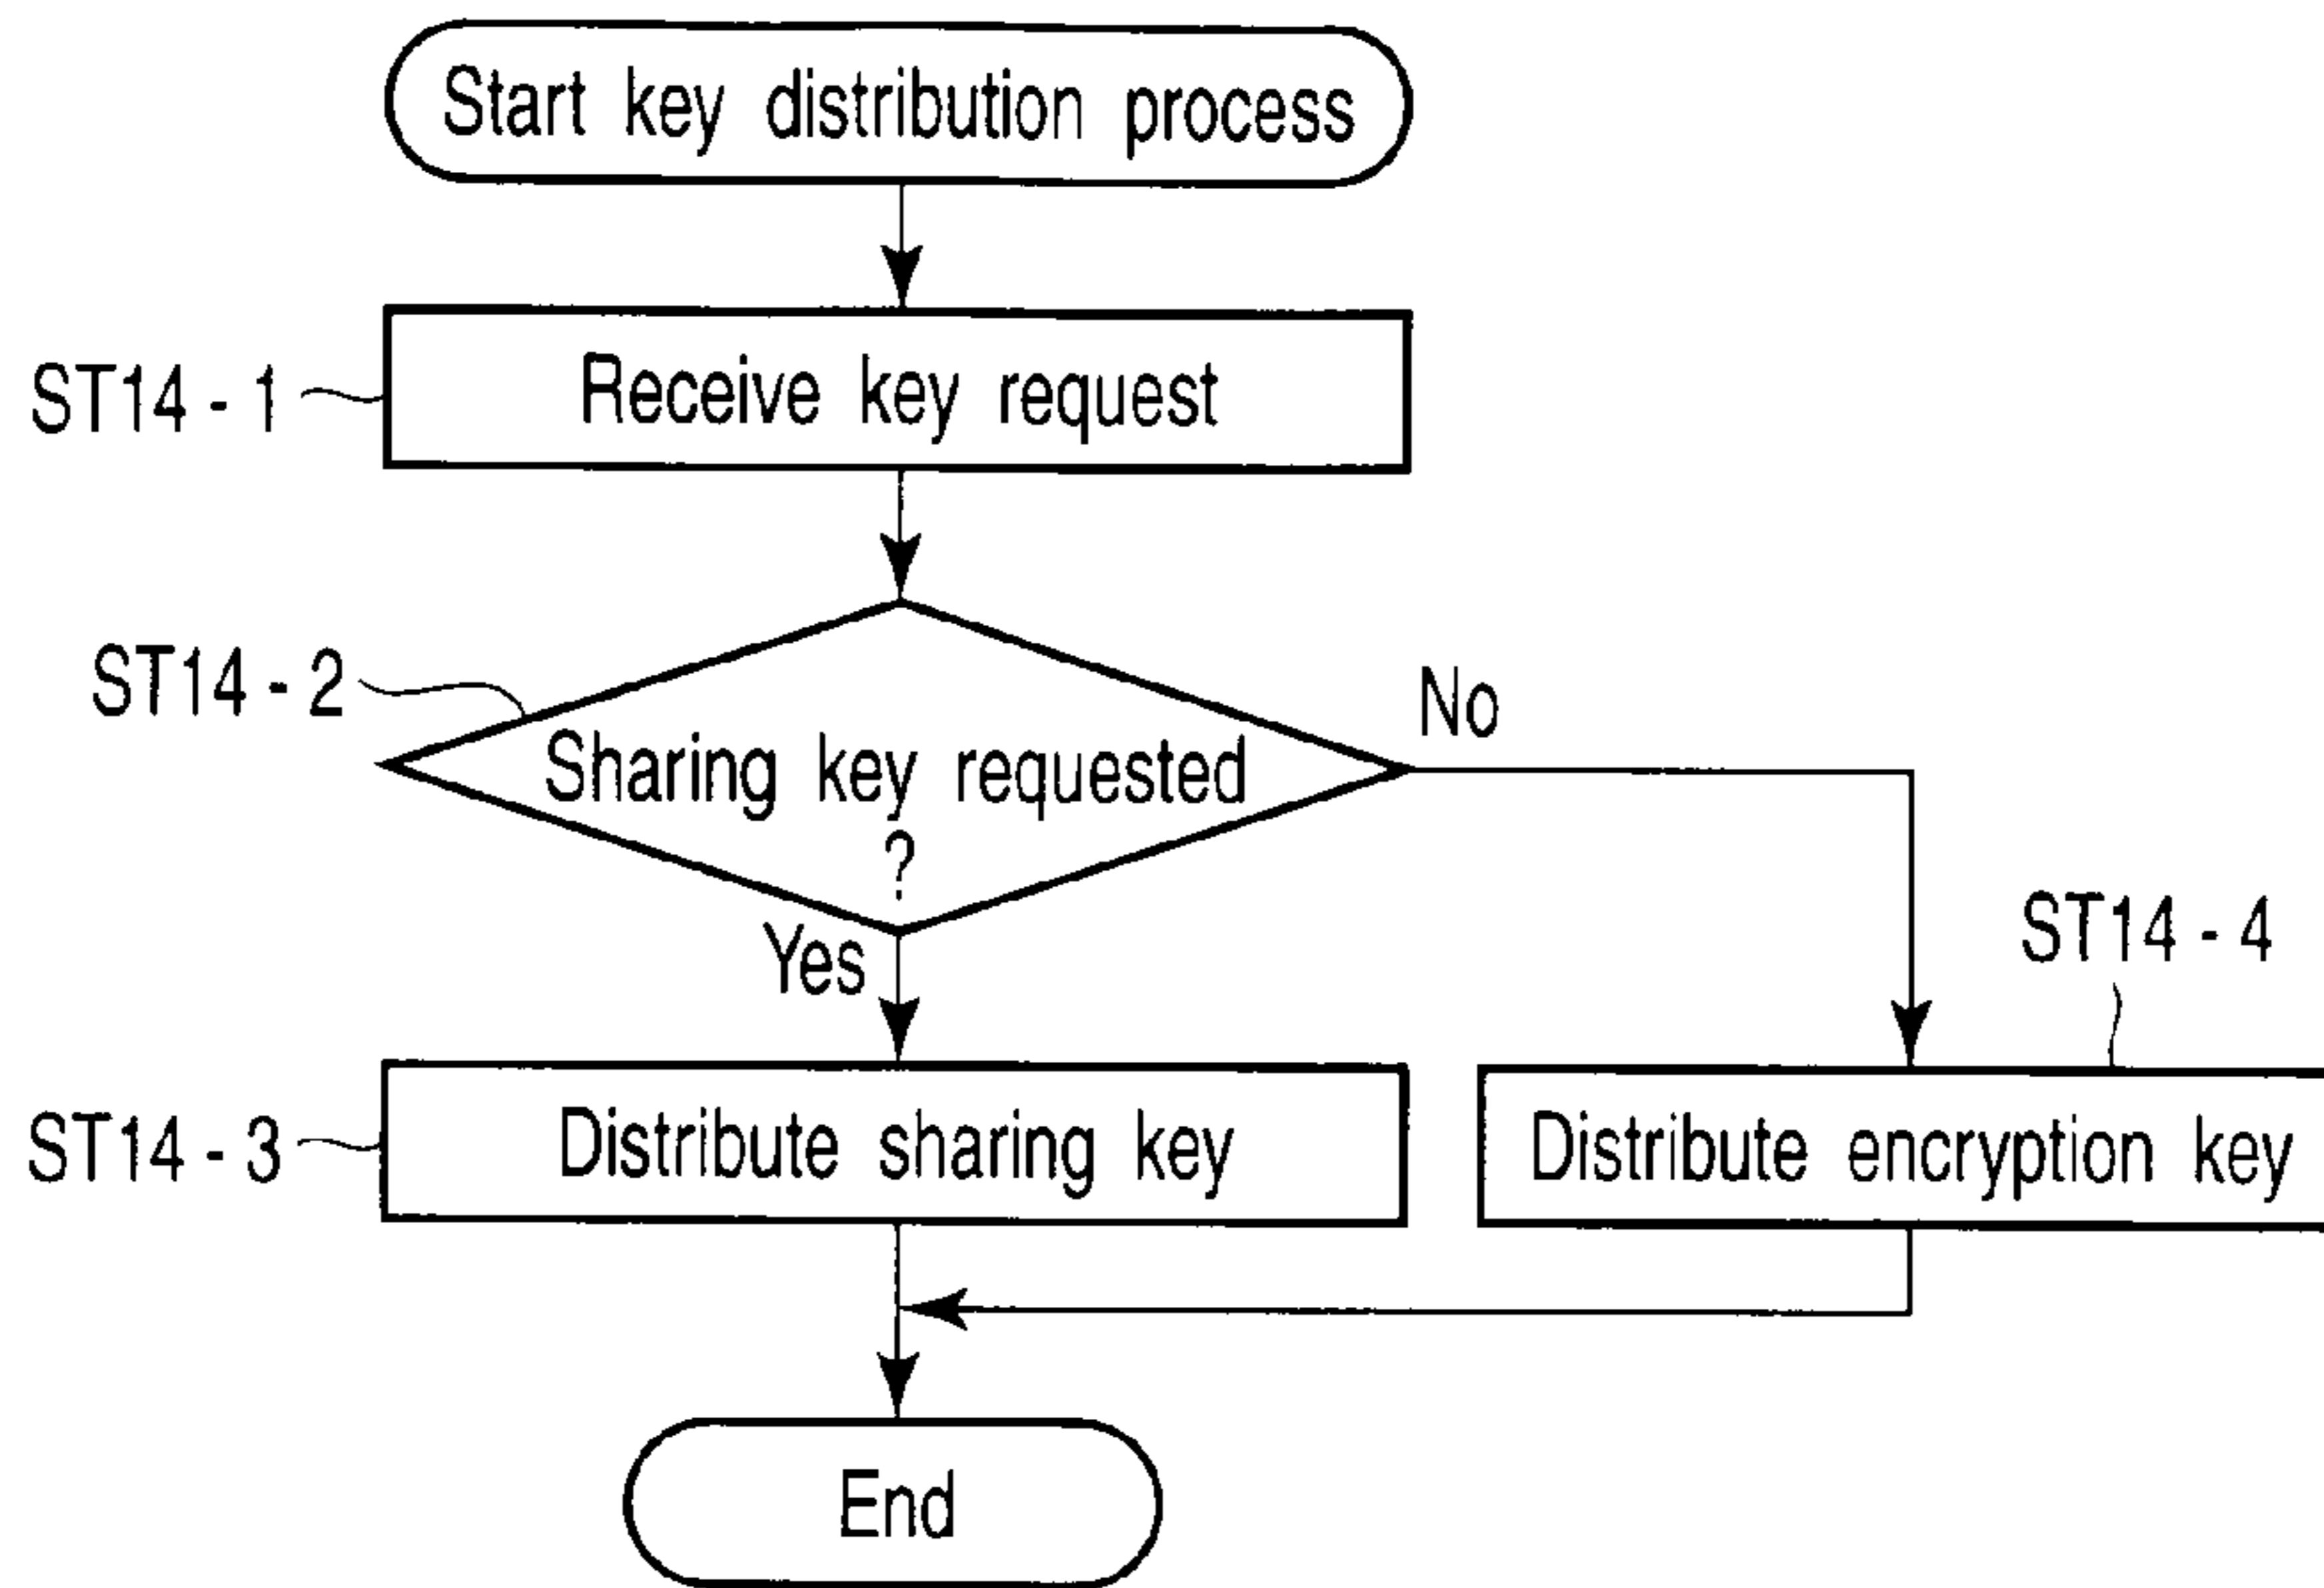 Start key distribution process
ST14 - 1
Receive key request
ST14 - 2
Sharing key requested
?
No
Yes
ST14 - 4
ST14 - 3
Distribute sharing key
Distribute encryption key
End